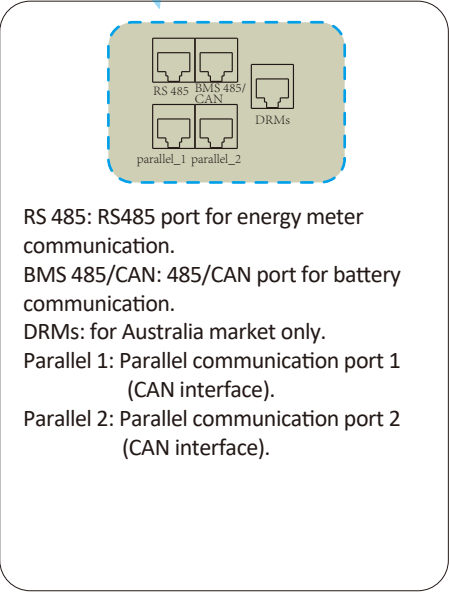 RS 485 BMS 485/
CAN
DRMs
parallel_1 parallel_2
RS 485: RS485 port for energy meter
communication.
BMS 485/CAN: 485/CAN port for battery
communication.
DRMs: for Australia market only.
Parallel 1: Parallel communication port 1
(CAN interface).
Parallel 2: Parallel communication port 2
(CAN interface).